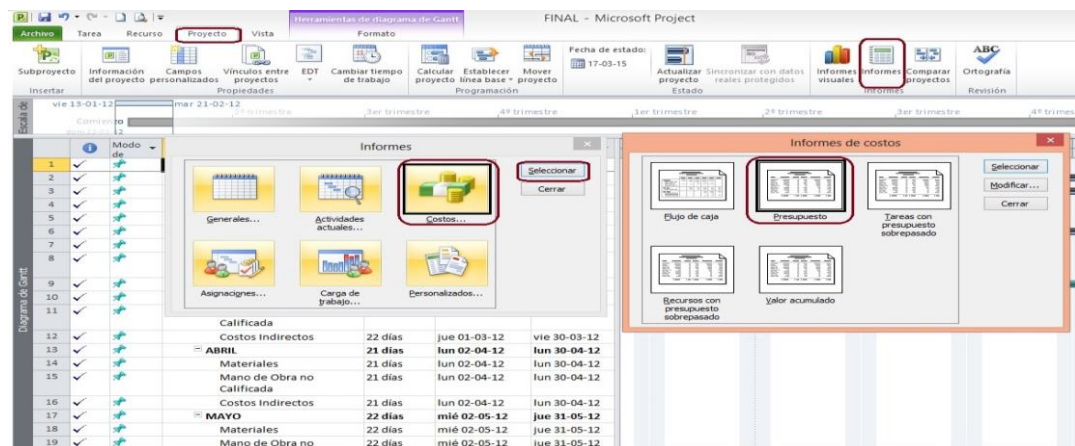 Herramientas de diagrama de Gantt
FINAL - Microsoft Project
Archivo Tarea Recurso Proyecto Vista Formato
Subproyecto
Información del proyecto
Campos personalizados
Vínculos entre proyectos
EDT
Cambiar tiempo de trabajo
Calcular proyecto
Establecer línea base
Mover proyecto
Fecha de estado:
17-03-15
Actualizar proyecto
Sincronizar con datos reales protegidos
Informes visuales
Informes
Comparar proyectos
ABC
Ortografía
Insertar Propiedades Programación Estado Informes Revisión
Escala de
vie 13-01-12
mar 21-02-12
Comienzo
2º trimestre 3er trimestre 4º trimestre 1er trimestre 2º trimestre 3er trimestre 4º trimes
Modo de
Diagrama de Gantt
Informes
Seleccionar
Cerrar
Generales...
Actividades actuales...
Costos...
Asignaciones...
Carga de trabajo...
Personalizados...
Informes de costos
Seleccionar
Modificar...
Cerrar
Flujo de caja
Presupuesto
Tareas con presupuesto sobrepasado
Recursos con presupuesto sobrepasado
Valor acumulado
1
2
3
4
5
6
7
8
9
10
11
Calificada
12 Costos Indirectos 22 días jue 01-03-12 vie 30-03-12
13 ABRIL 21 días lun 02-04-12 lun 30-04-12
14 Materiales 21 días lun 02-04-12 lun 30-04-12
15 Mano de Obra no 21 días lun 02-04-12 lun 30-04-12
Calificada
16 Costos Indirectos 21 días lun 02-04-12 lun 30-04-12
17 MAYO 22 días mié 02-05-12 jue 31-05-12
18 Materiales 22 días mié 02-05-12 jue 31-05-12
19 Mano de Obra no 22 días mié 02-05-12 jue 31-05-12